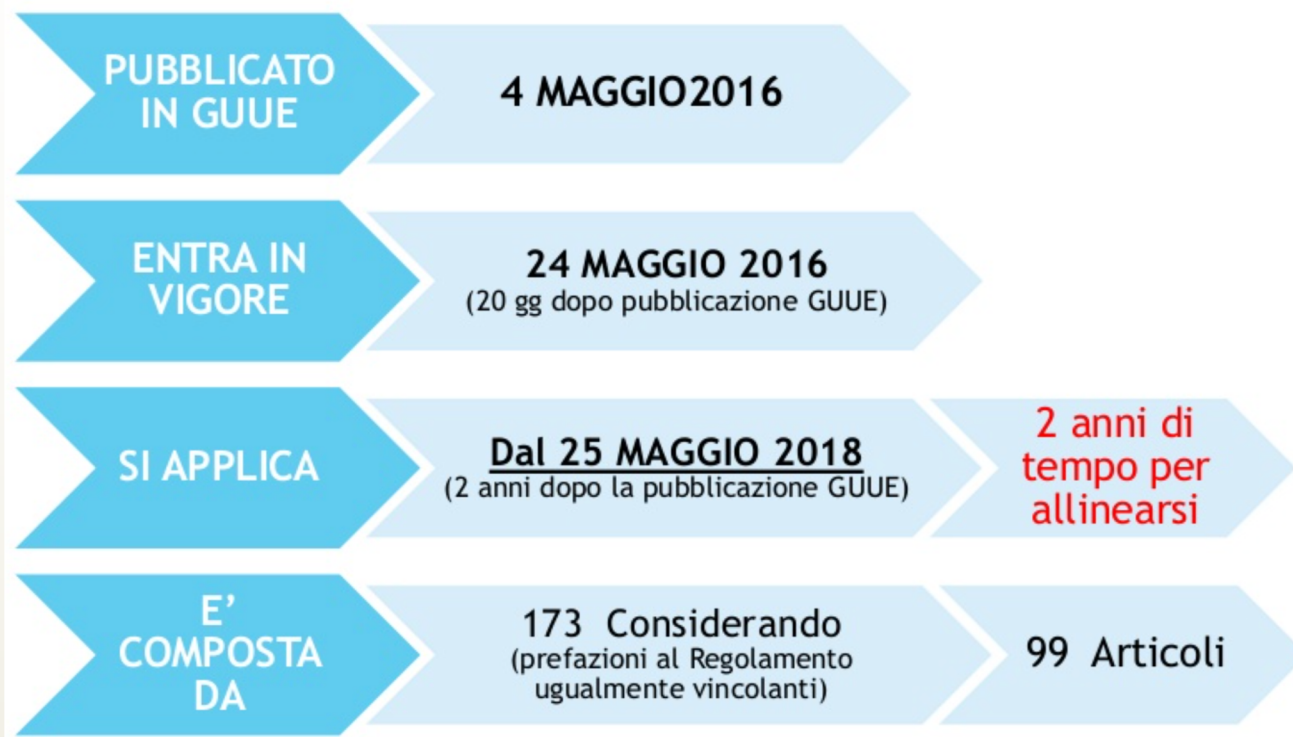 PUBBLICATO
IN GUUE
4 MAGGIO2016
ENTRA IN
VIGORE
24 MAGGIO 2016
(20 gg dopo pubblicazione GUUE)
SI APPLICA
Dal 25 MAGGIO 2018
(2 anni dopo la pubblicazione GUUE)
2 anni di
tempo per
allinearsi
E’
COMPOSTA
DA
173 Considerando
(prefazioni al Regolamento
ugualmente vincolanti)
99 Articoli